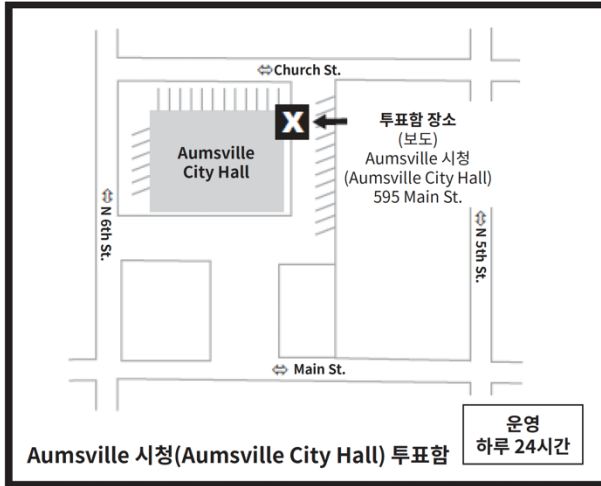 ⇔Church St.
Aumsville
City Hall
X
투표함 장소
(보도)
Aumsville 시청
(Aumsville City Hall)
595 Main St.
⇔ N 6th St.
⇔ N 5th St.
⇔ Main St.
Aumsville 시청(Aumsville City Hall) 투표함
운영
하루 24시간